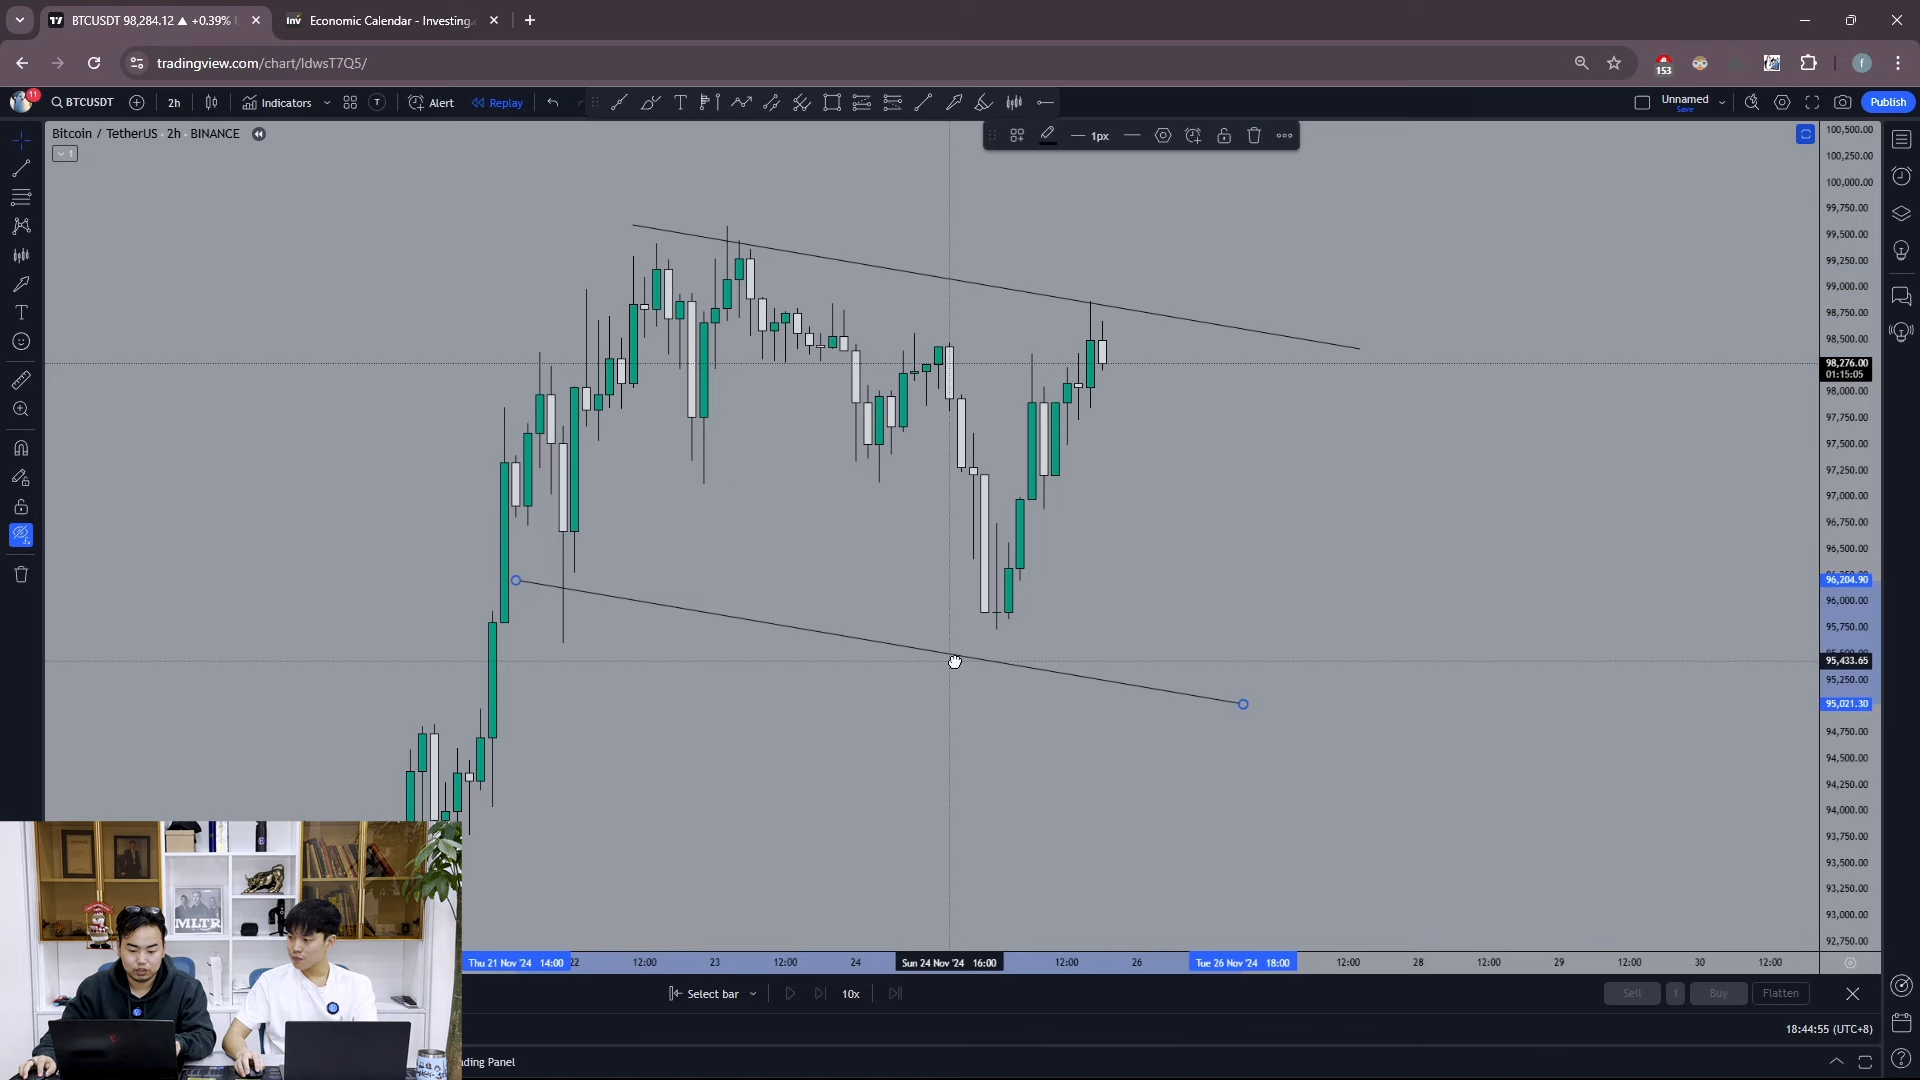 BTCUSDT 98,284.12 ▲ +0.39%
Economic Calendar - Investing.
tradingview.com/chart/ldwsT7Q5/
153
f
11
BTCUSDT
2h
Indicators
Alert
Replay
Unnamed
Save
Publish
Bitcoin / TetherUS · 2h · BINANCE
1
1px
100,500.00
100,250.00
100,000.00
99,750.00
99,500.00
99,250.00
99,000.00
98,750.00
98,500.00
98,276.00
01:15:05
98,000.00
97,750.00
97,500.00
97,250.00
97,000.00
96,750.00
96,500.00
96,204.90
96,000.00
95,750.00
95,433.65
95,250.00
95,021.30
94,750.00
94,500.00
94,250.00
94,000.00
93,750.00
93,500.00
93,250.00
93,000.00
92,750.00
MLTR
Thu 21 Nov '24 14:00 22 12:00 23 12:00 24 Sun 24 Nov '24 16:00 12:00 26 Tue 26 Nov '24 18:00 12:00 28 12:00 29 12:00 30 12:00
Select bar
10x
Sell 1 Buy Flatten
18:44:55 (UTC+8)
ding Panel